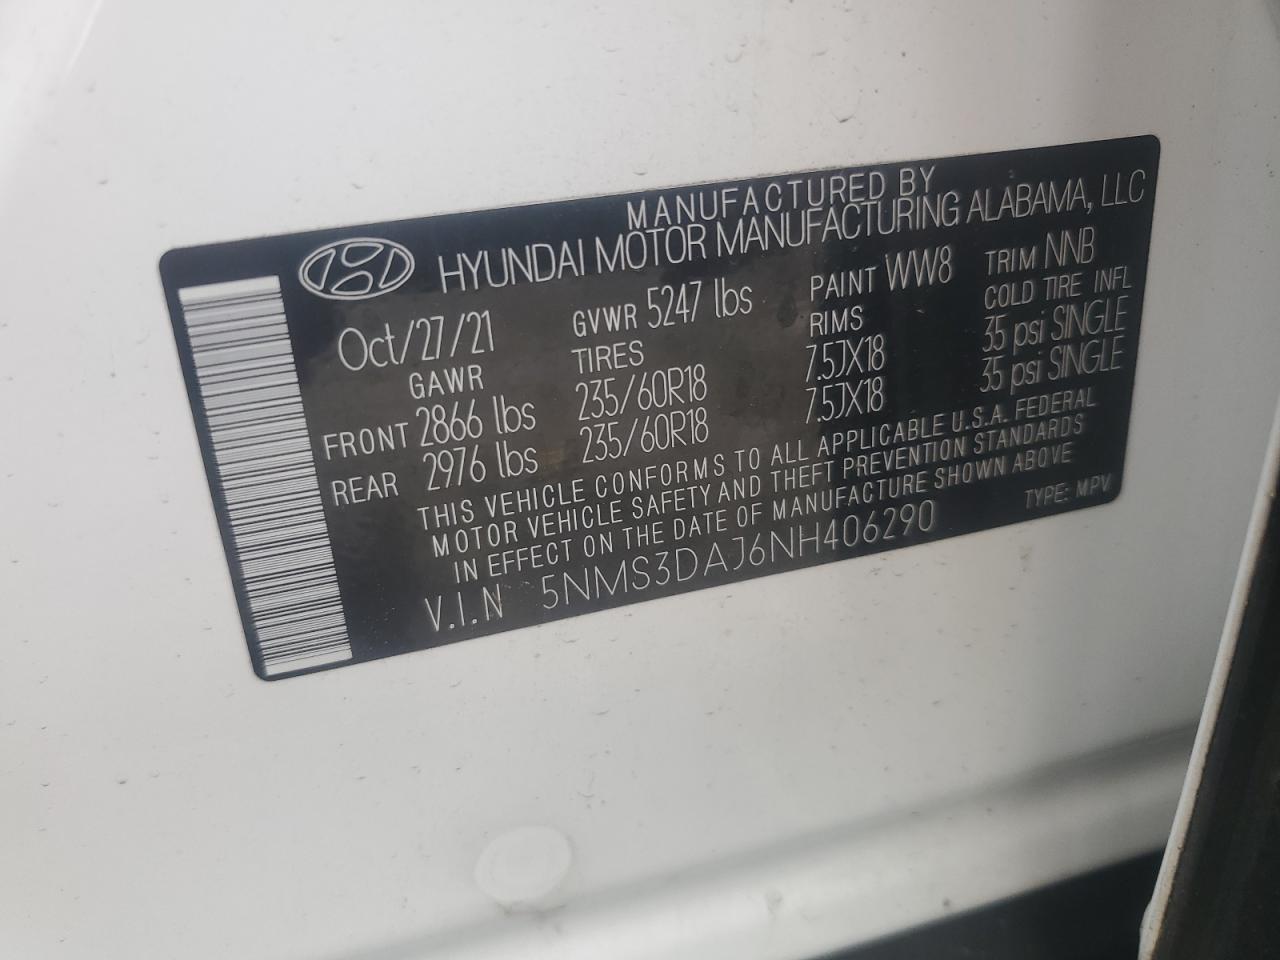 MANUFACTURED BY
HYUNDAI MOTOR MANUFACTURING ALABAMA, LLC
Oct/27/21 GVWR 5247 lbs PAINT WW8 TRIM NNB
GAWR TIRES RIMS COLD TIRE INFL
FRONT 2866 lbs 235/60R18 7.5JX18 35 psi SINGLE
REAR 2976 lbs 235/60R18 7.5JX18 35 psi SINGLE
THIS VEHICLE CONFORMS TO ALL APPLICABLE U.S.A. FEDERAL
MOTOR VEHICLE SAFETY AND THEFT PREVENTION STANDARDS
IN EFFECT ON THE DATE OF MANUFACTURE SHOWN ABOVE
V.I.N 5NMS3DAJ6NH406290 TYPE: MPV